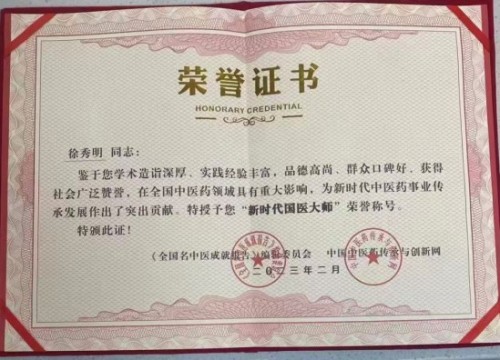 荣誉证书
HONORARY CREDENTIAL
徐秀明 同志：
鉴于您学术造诣深厚、实践经验丰富，品德高尚、群众口碑好、获得
社会广泛赞誉，在全国中医药领域具有重大影响，为新时代中医药事业传
承发展作出了突出贡献。特授予您“新时代国医大师”荣誉称号。
特颁此证！
《全国名中医成就报告》编辑委员会 中国中医药传承与创新网
二〇二三年二月